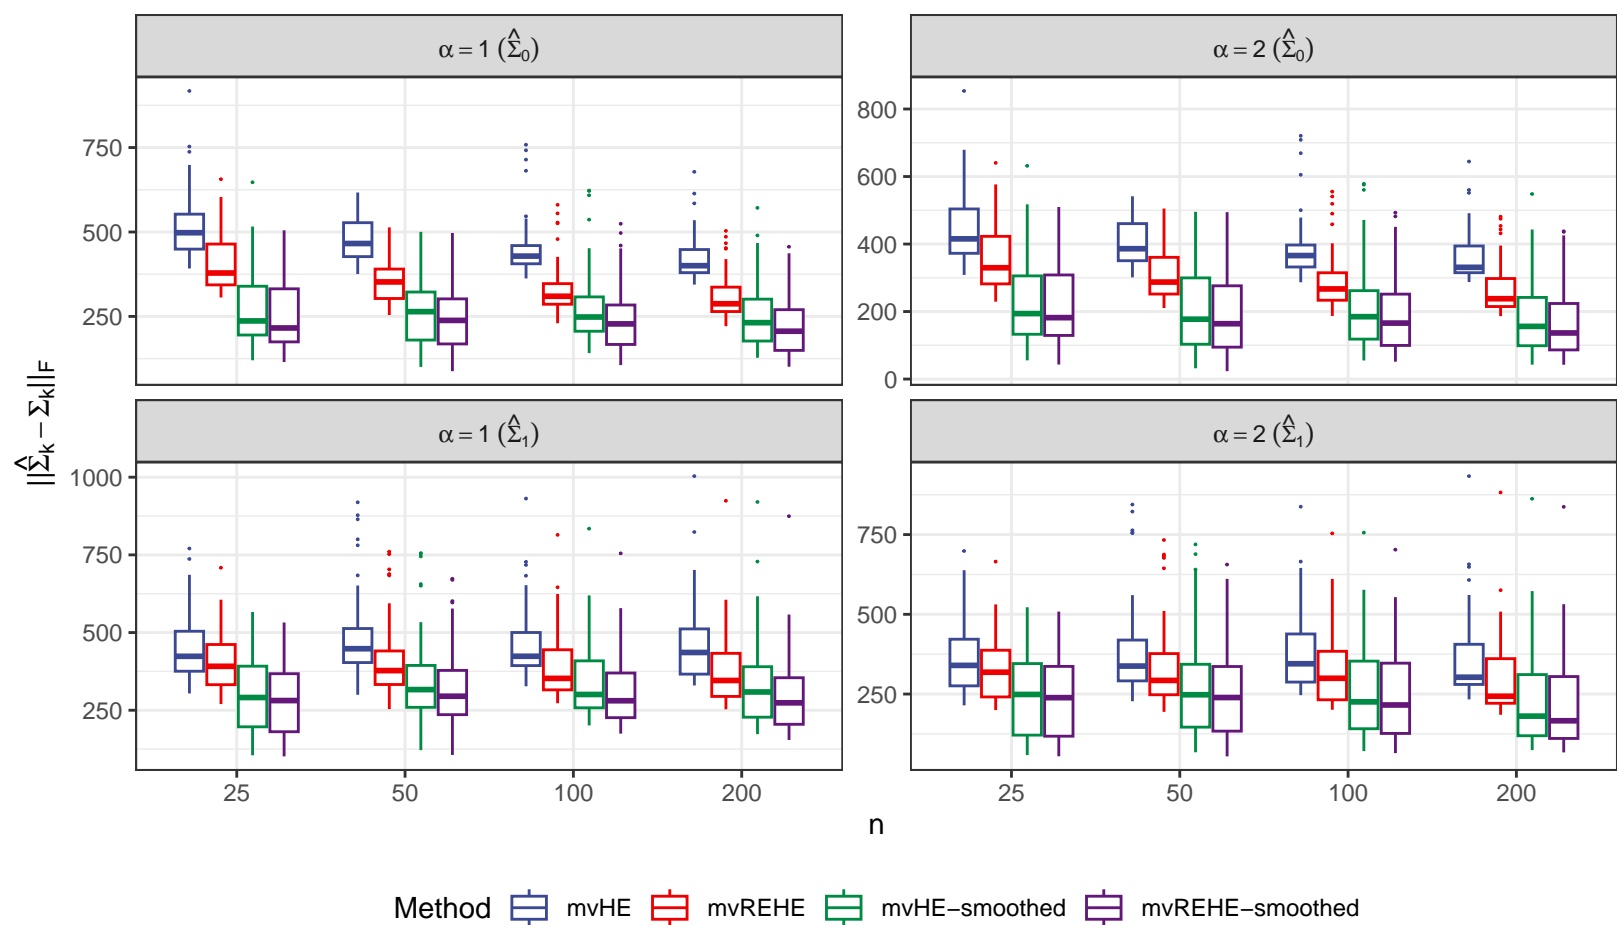 α = 1 (Σ̂₀)
α = 2 (Σ̂₀)
750
500
250
800
600
400
200
0
||Σ̂ₖ − Σₖ||F
α = 1 (Σ̂₁)
α = 2 (Σ̂₁)
1000
750
500
250
750
500
250
25 50 100 200
25 50 100 200
n
Method mvHE mvREHE mvHE−smoothed mvREHE−smoothed